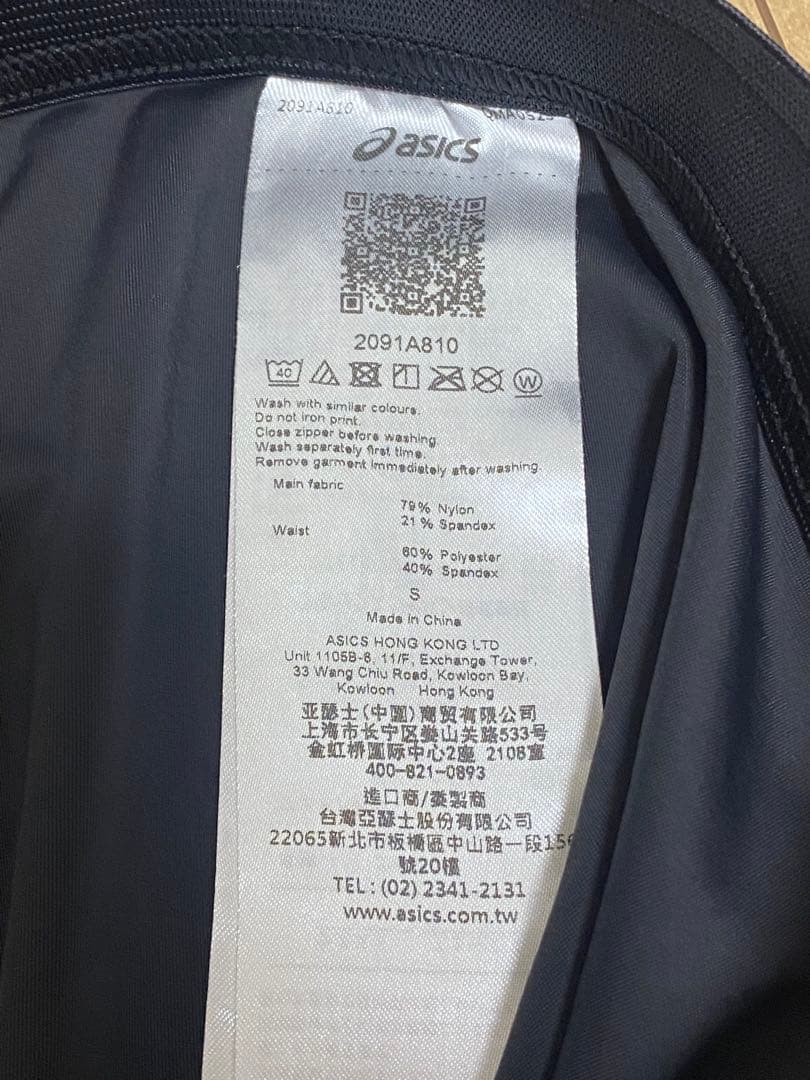 2091A810
asics
2091A810
40
W
Wash with similar colours.
Do not iron print.
Close zipper before washing.
Wash separately first time.
Remove garment immediately after washing.
Main fabric
79% Nylon
21% Spandex
Waist
60% Polyester
40% Spandex
S
Made in China
ASICS HONG KONG LTD
Unit 1105B-6, 11/F, Exchange Tower,
33 Wang Chiu Road, Kowloon Bay,
Kowloon Hong Kong
亚瑟士(中國)商贸有限公司
上海市长宁区娄山关路533号
金虹桥國际中心2座 2108室
400-821-0893
進口商/委製商
台灣亞瑟士股份有限公司
22065新北市板橋區中山路一段156
號20樓
TEL : (02) 2341-2131
www.asics.com.tw